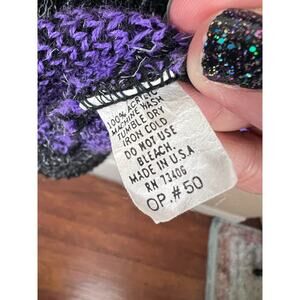 100% ACRYLIC
MACHINE WASH
TUMBLE DRY
IRON COLD
DO NOT USE
BLEACH.
MADE IN U.S.A
RN 73406
OP.#50